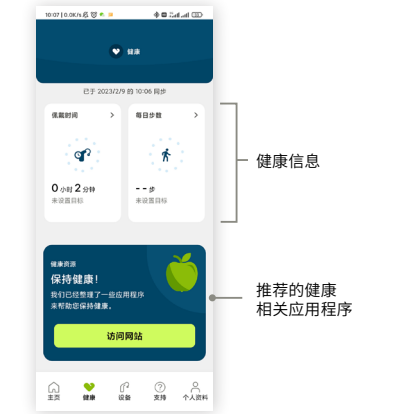 10:07 | 0.0K/s
健康
已于 2023/2/9 的 10:06 同步
佩戴时间
每日步数
0 小时 2 分钟
-- 步
未设置目标
未设置目标
健康信息
健康资源
保持健康！
我们已经整理了一些应用程序
来帮助您保持健康。
访问网站
推荐的健康
相关应用程序
主页
健康
设备
支持
个人资料